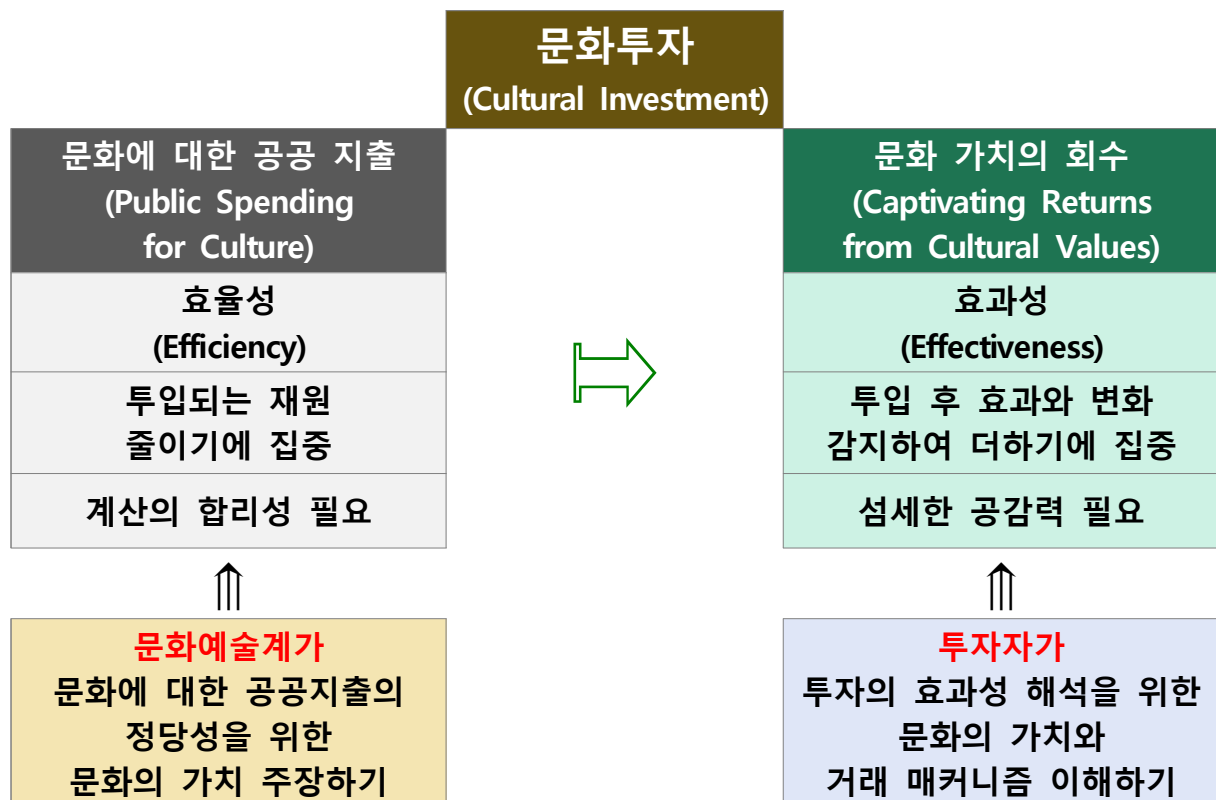 문화투자
(Cultural Investment)
문화에 대한 공공 지출
(Public Spending
for Culture)
효율성
(Efficiency)
투입되는 재원
줄이기에 집중
계산의 합리성 필요
문화예술계가
문화에 대한 공공지출의
정당성을 위한
문화의 가치 주장하기
문화 가치의 회수
(Captivating Returns
from Cultural Values)
효과성
(Effectiveness)
투입 후 효과와 변화
감지하여 더하기에 집중
섬세한 공감력 필요
투자자가
투자의 효과성 해석을 위한
문화의 가치와
거래 매커니즘 이해하기